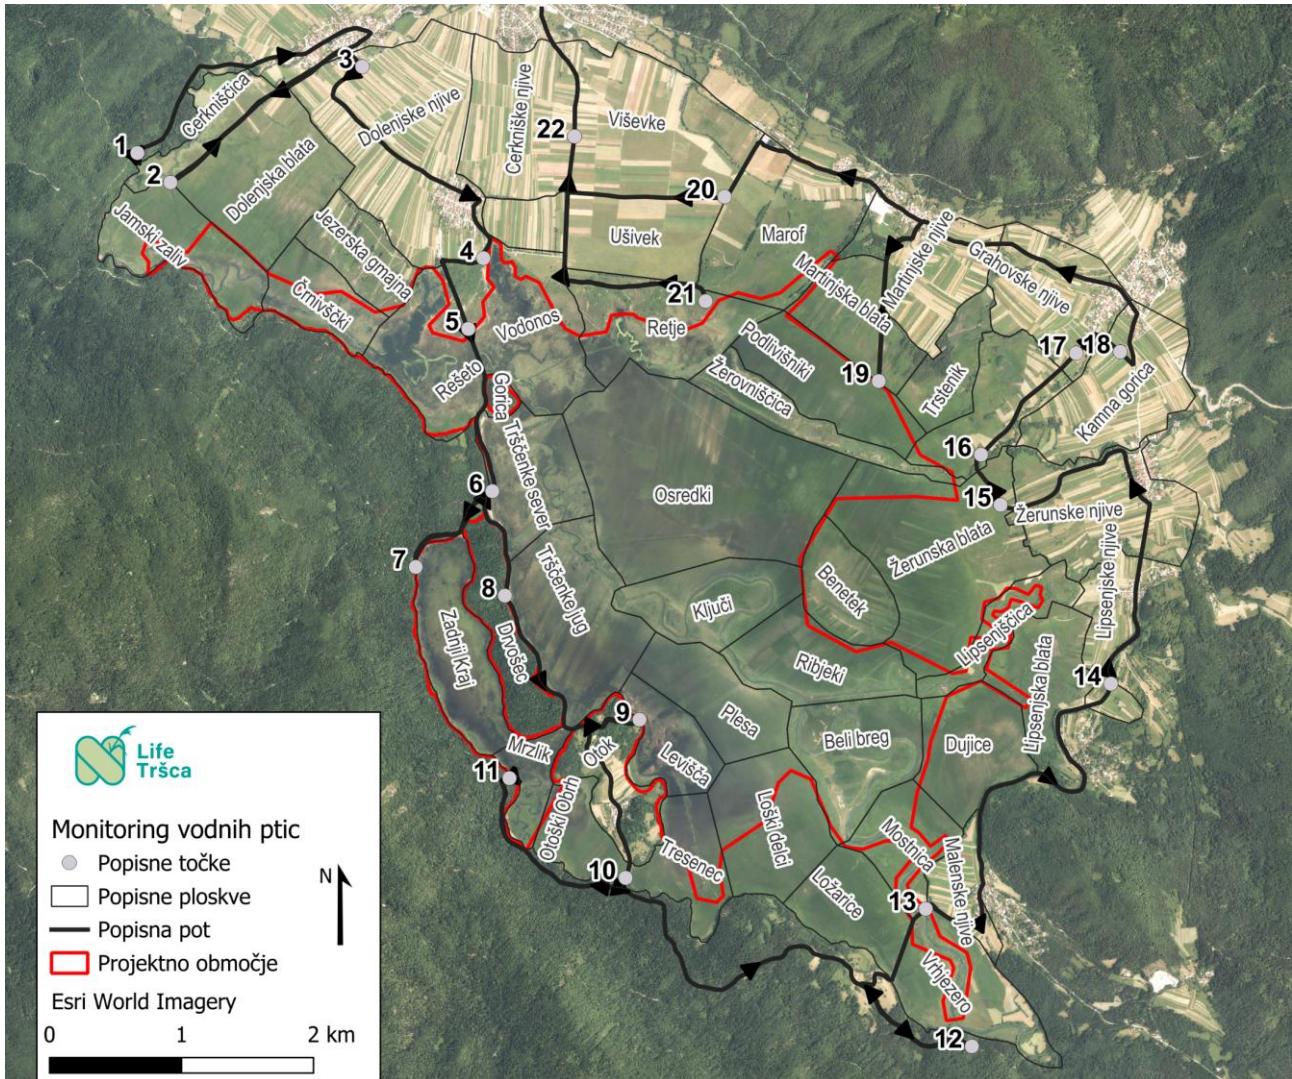 3
Cerkniščica
Dolenjske njive
Cerkniške njive
Viševke
22
1
2
Dolenjska blata
20
Jamski zaliv
Jezerska gmajna
Ušivek
Marof
Martinjske njive
Grahovske njive
4
Črnivščki
Martinjska blata
21
5
Vodonos
Retje
Podlivišniki
17
18
Rešeto
Gorica
Žerovniščica
19
Trstenik
Kamna gorica
Trščenke sever
16
6
Osredki
15
Žerunske njive
Žerunska blata
7
8
Trščenke jug
Benetek
Lipsenjske njive
Ključi
Zadnji Kraj
Drvošec
Lipsenjščica
Ribjeki
14
Lipsenjska blata
9
Plesa
Beli breg
Dujice
Mrzlik
Otok
Levišča
11
Otoški Obrh
Loški delci
Tresenec
Mostnica
Malenske njive
10
Ložarice
13
Vrhjezero
12
Life
Tršca
Monitoring vodnih ptic
Popisne točke
Popisne ploskve
Popisna pot
Projektno območje
N
Esri World Imagery
0 1 2 km